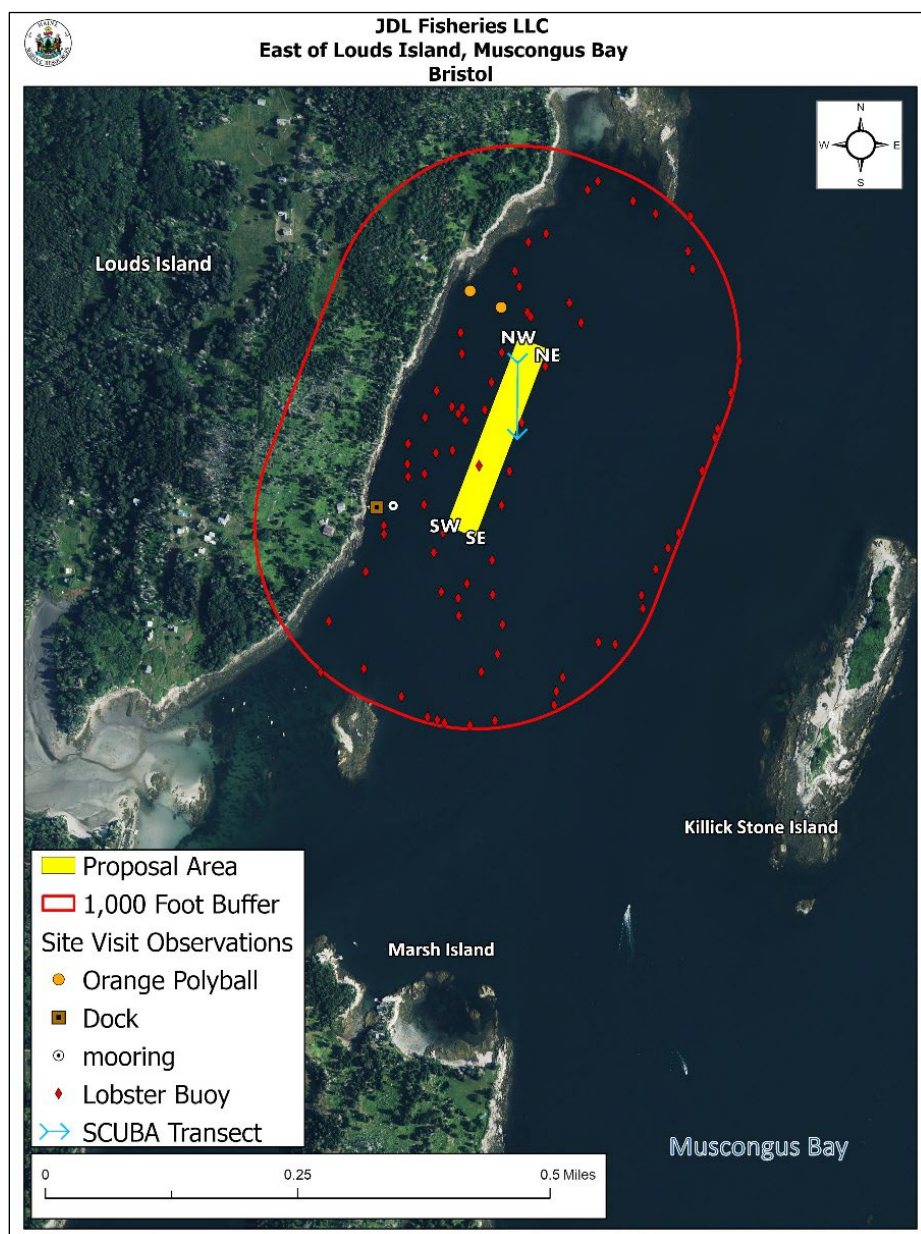 JDL Fisheries LLC
East of Louds Island, Muscongus Bay
Bristol
N
W E
S
Louds Island
NW
NE
SW
SE
Killick Stone Island
Marsh Island
Proposal Area
1,000 Foot Buffer
Site Visit Observations
Orange Polyball
Dock
mooring
Lobster Buoy
SCUBA Transect
Muscongus Bay
0 0.25 0.5 Miles